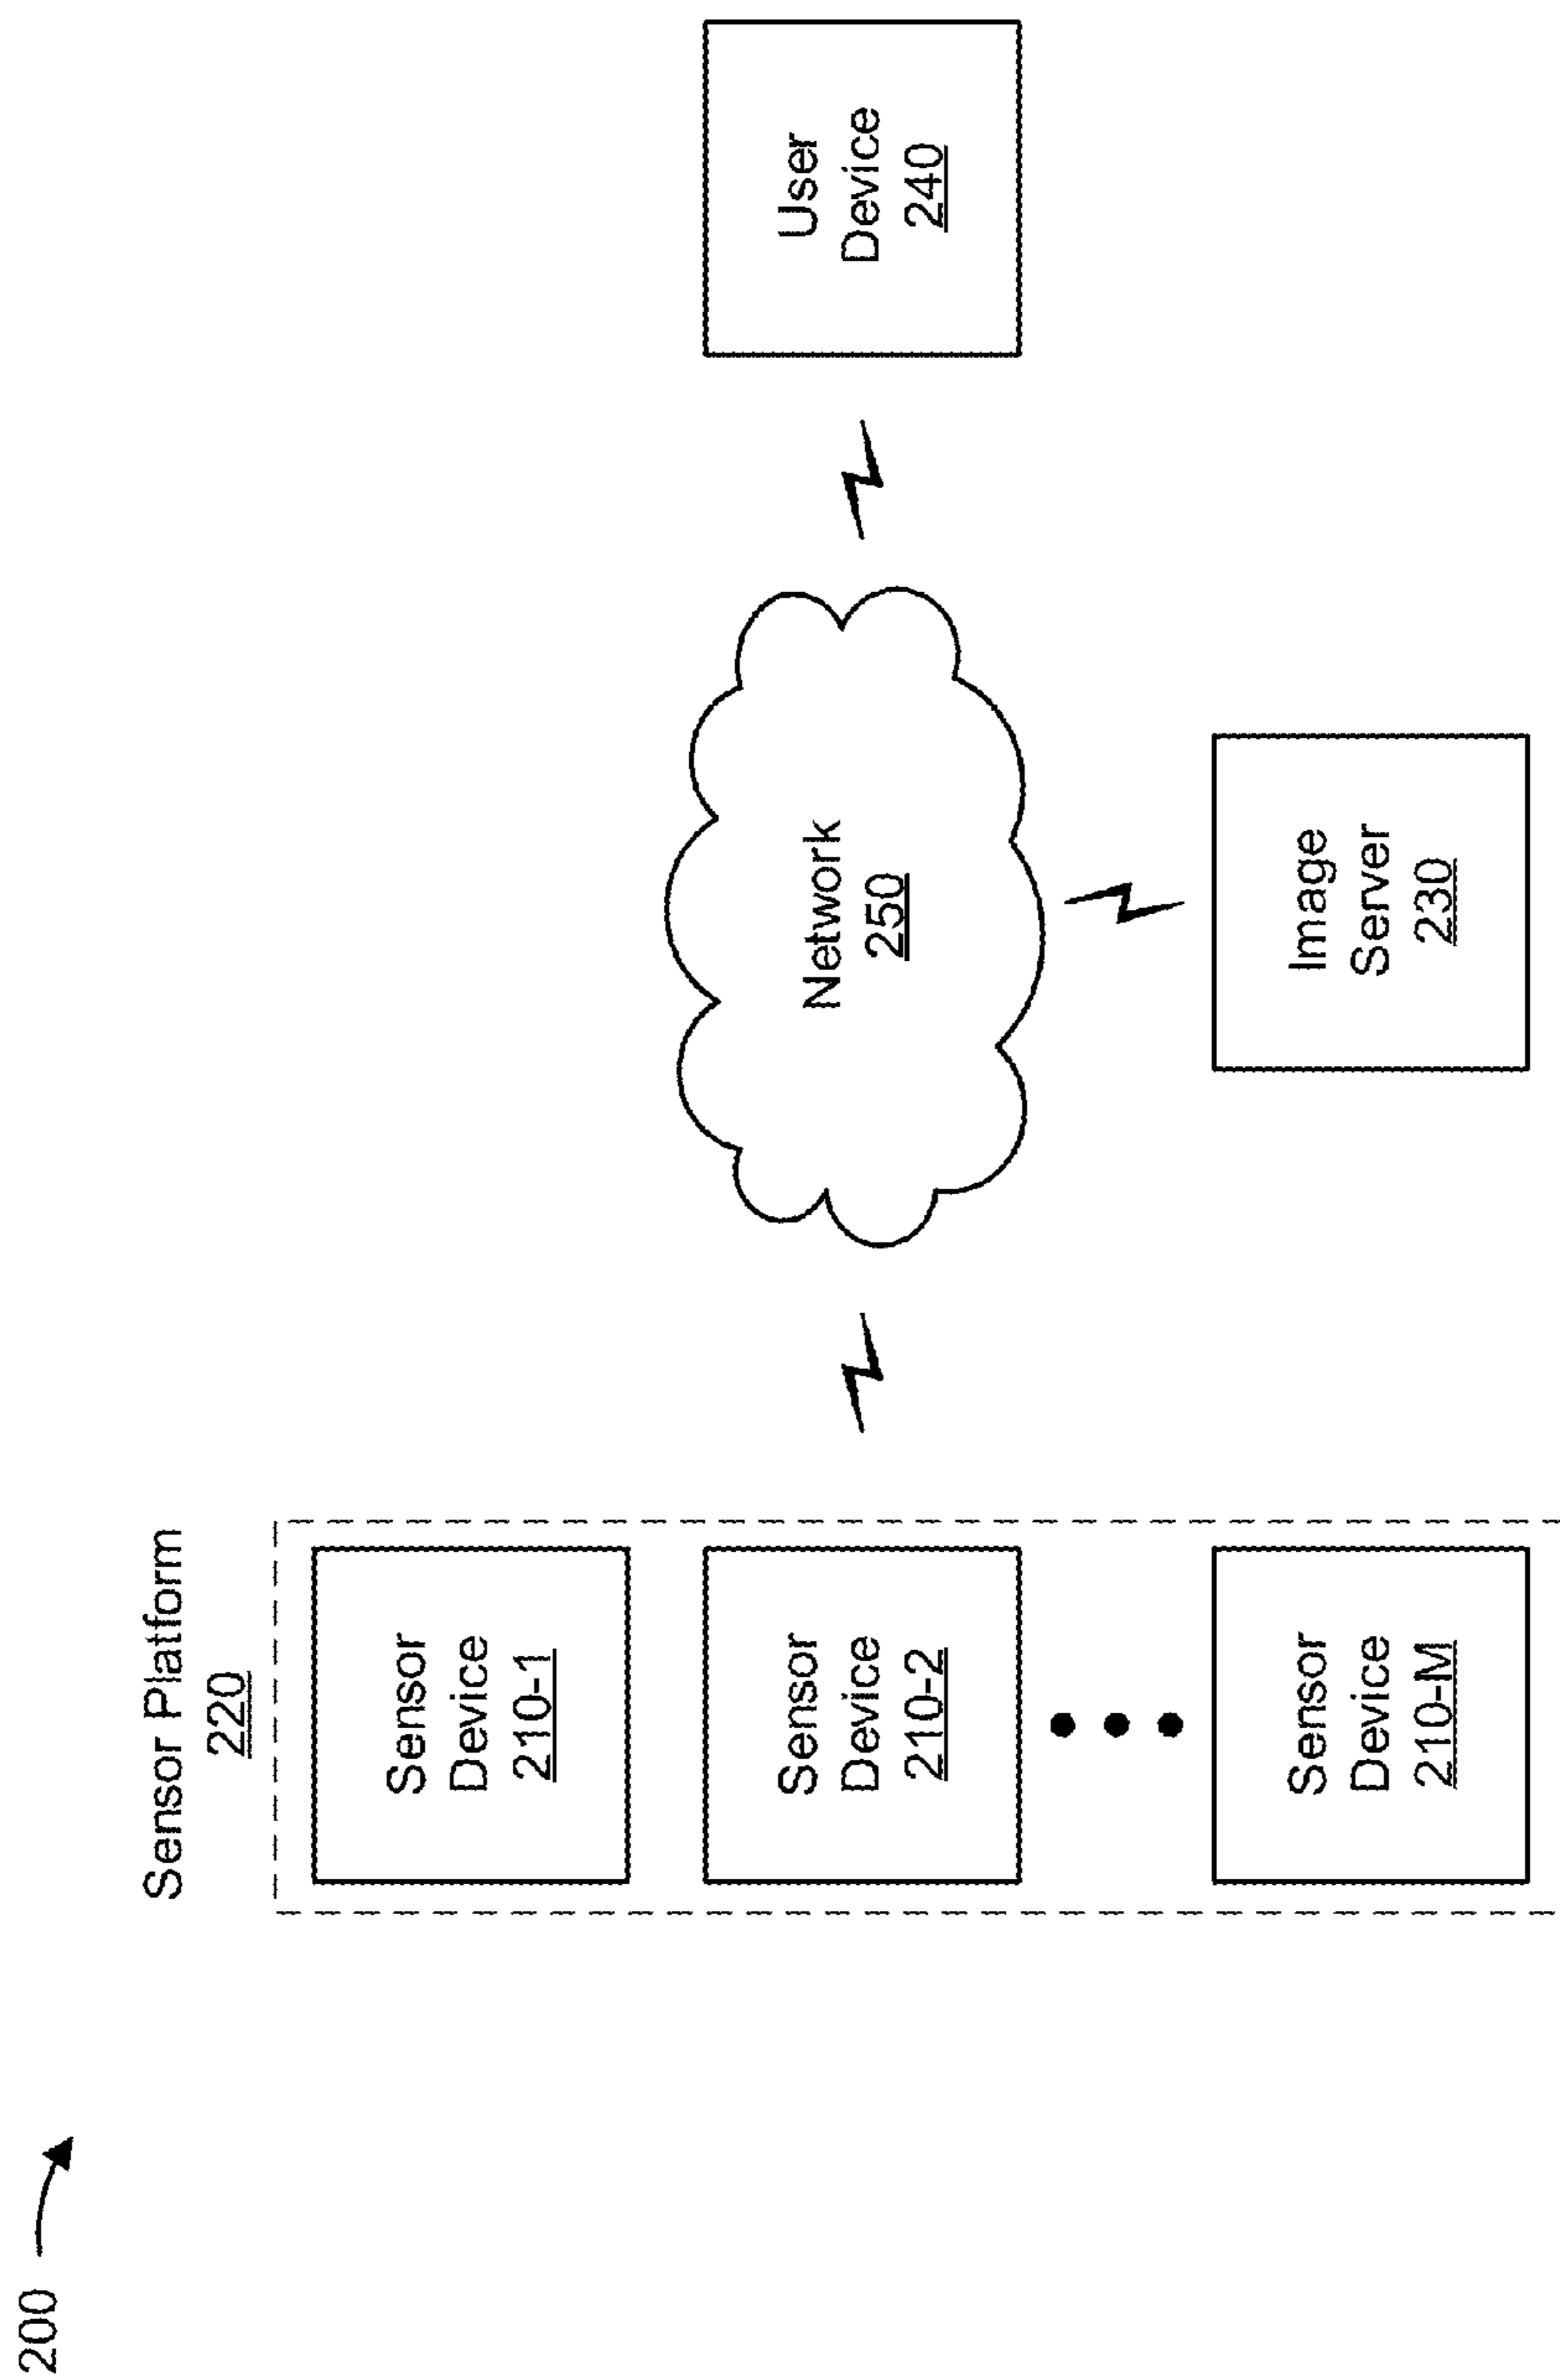 200
Sensor Platform
220
Sensor
Device
210-1
Sensor
Device
210-2
Sensor
Device
210-M
Network
250
Image
Server
230
User
Device
240